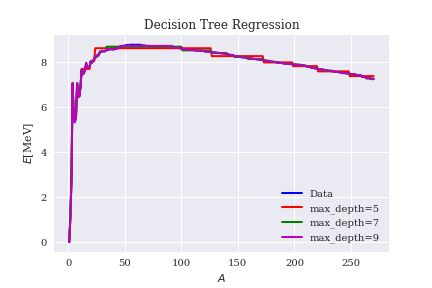 Decision Tree Regression
E[MeV]
8
6
4
2
0
Data
max_depth=5
max_depth=7
max_depth=9
0 50 100 150 200 250
A